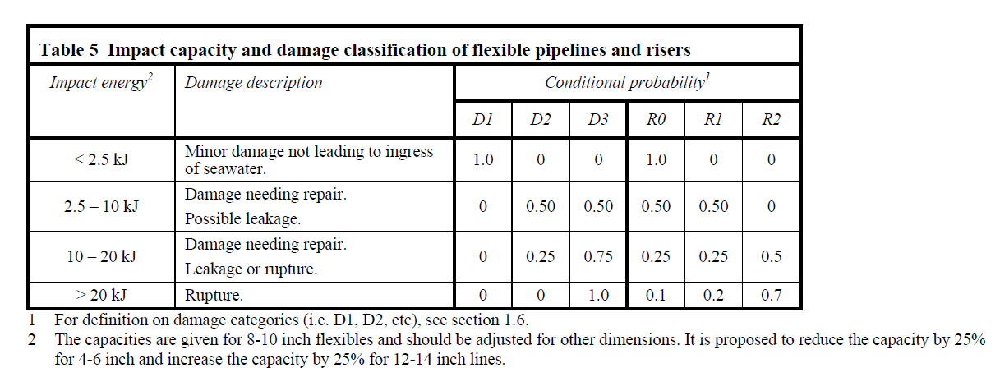 Table 5 Impact capacity and damage classification of flexible pipelines and risers
Impact energy2 Damage description Conditional probability1
D1 D2 D3 R0 R1 R2
< 2.5 kJ Minor damage not leading to ingress of seawater. 1.0 0 0 1.0 0 0
2.5 – 10 kJ Damage needing repair. Possible leakage. 0 0.50 0.50 0.50 0.50 0
10 – 20 kJ Damage needing repair. Leakage or rupture. 0 0.25 0.75 0.25 0.25 0.5
> 20 kJ Rupture. 0 0 1.0 0.1 0.2 0.7
1 For definition on damage categories (i.e. D1, D2, etc), see section 1.6.
2 The capacities are given for 8-10 inch flexibles and should be adjusted for other dimensions. It is proposed to reduce the capacity by 25%
for 4-6 inch and increase the capacity by 25% for 12-14 inch lines.